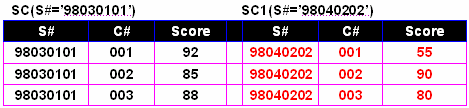 SC(S#='98030101') SC1(S#='98040202')
S# C# Score S# C# Score
98030101 001 92 98040202 001 55
98030101 002 85 98040202 002 90
98030101 003 88 98040202 003 80